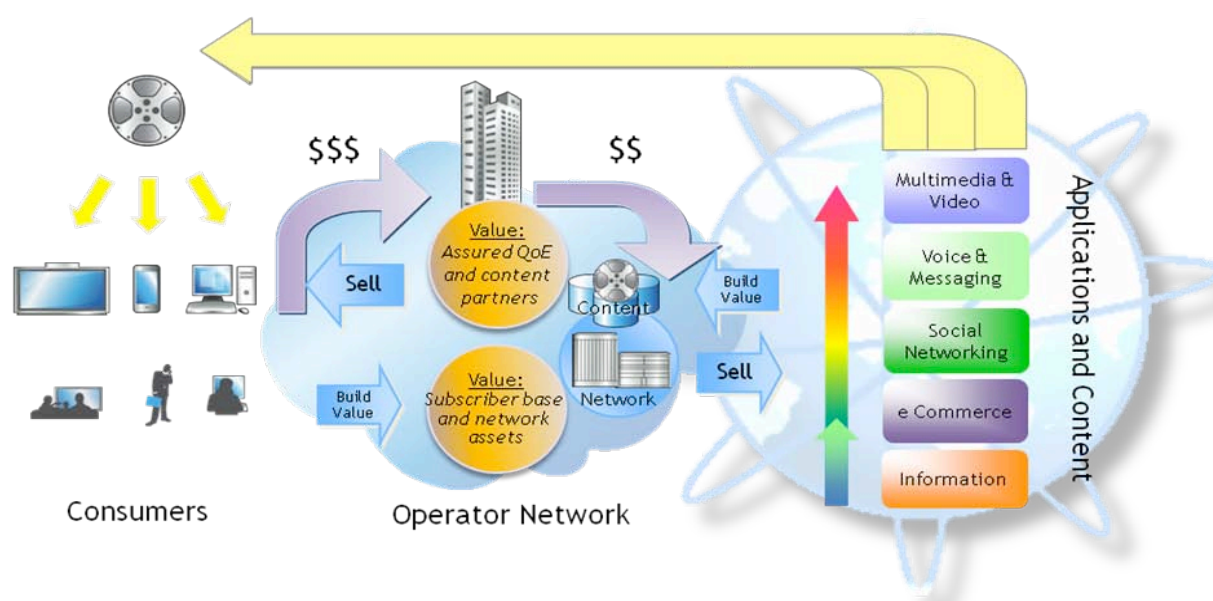 $$$
$$
Value:
Assured QoE
and content
partners
Sell
Content
Build
Value
Network
Sell
Build
Value
Value:
Subscriber base
and network
assets
Multimedia &
Video
Voice &
Messaging
Social
Networking
e Commerce
Information
Applications and Content
Consumers
Operator Network